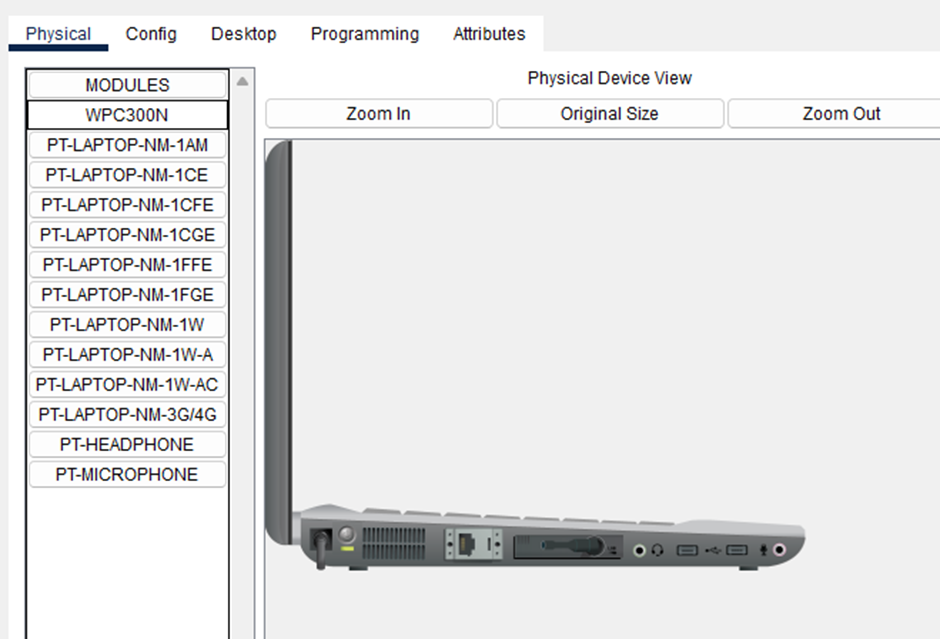 Physical Config Desktop Programming Attributes
MODULES
WPC300N
PT-LAPTOP-NM-1AM
PT-LAPTOP-NM-1CE
PT-LAPTOP-NM-1CFE
PT-LAPTOP-NM-1CGE
PT-LAPTOP-NM-1FFE
PT-LAPTOP-NM-1FGE
PT-LAPTOP-NM-1W
PT-LAPTOP-NM-1W-A
PT-LAPTOP-NM-1W-AC
PT-LAPTOP-NM-3G/4G
PT-HEADPHONE
PT-MICROPHONE
Physical Device View
Zoom In Original Size Zoom Out